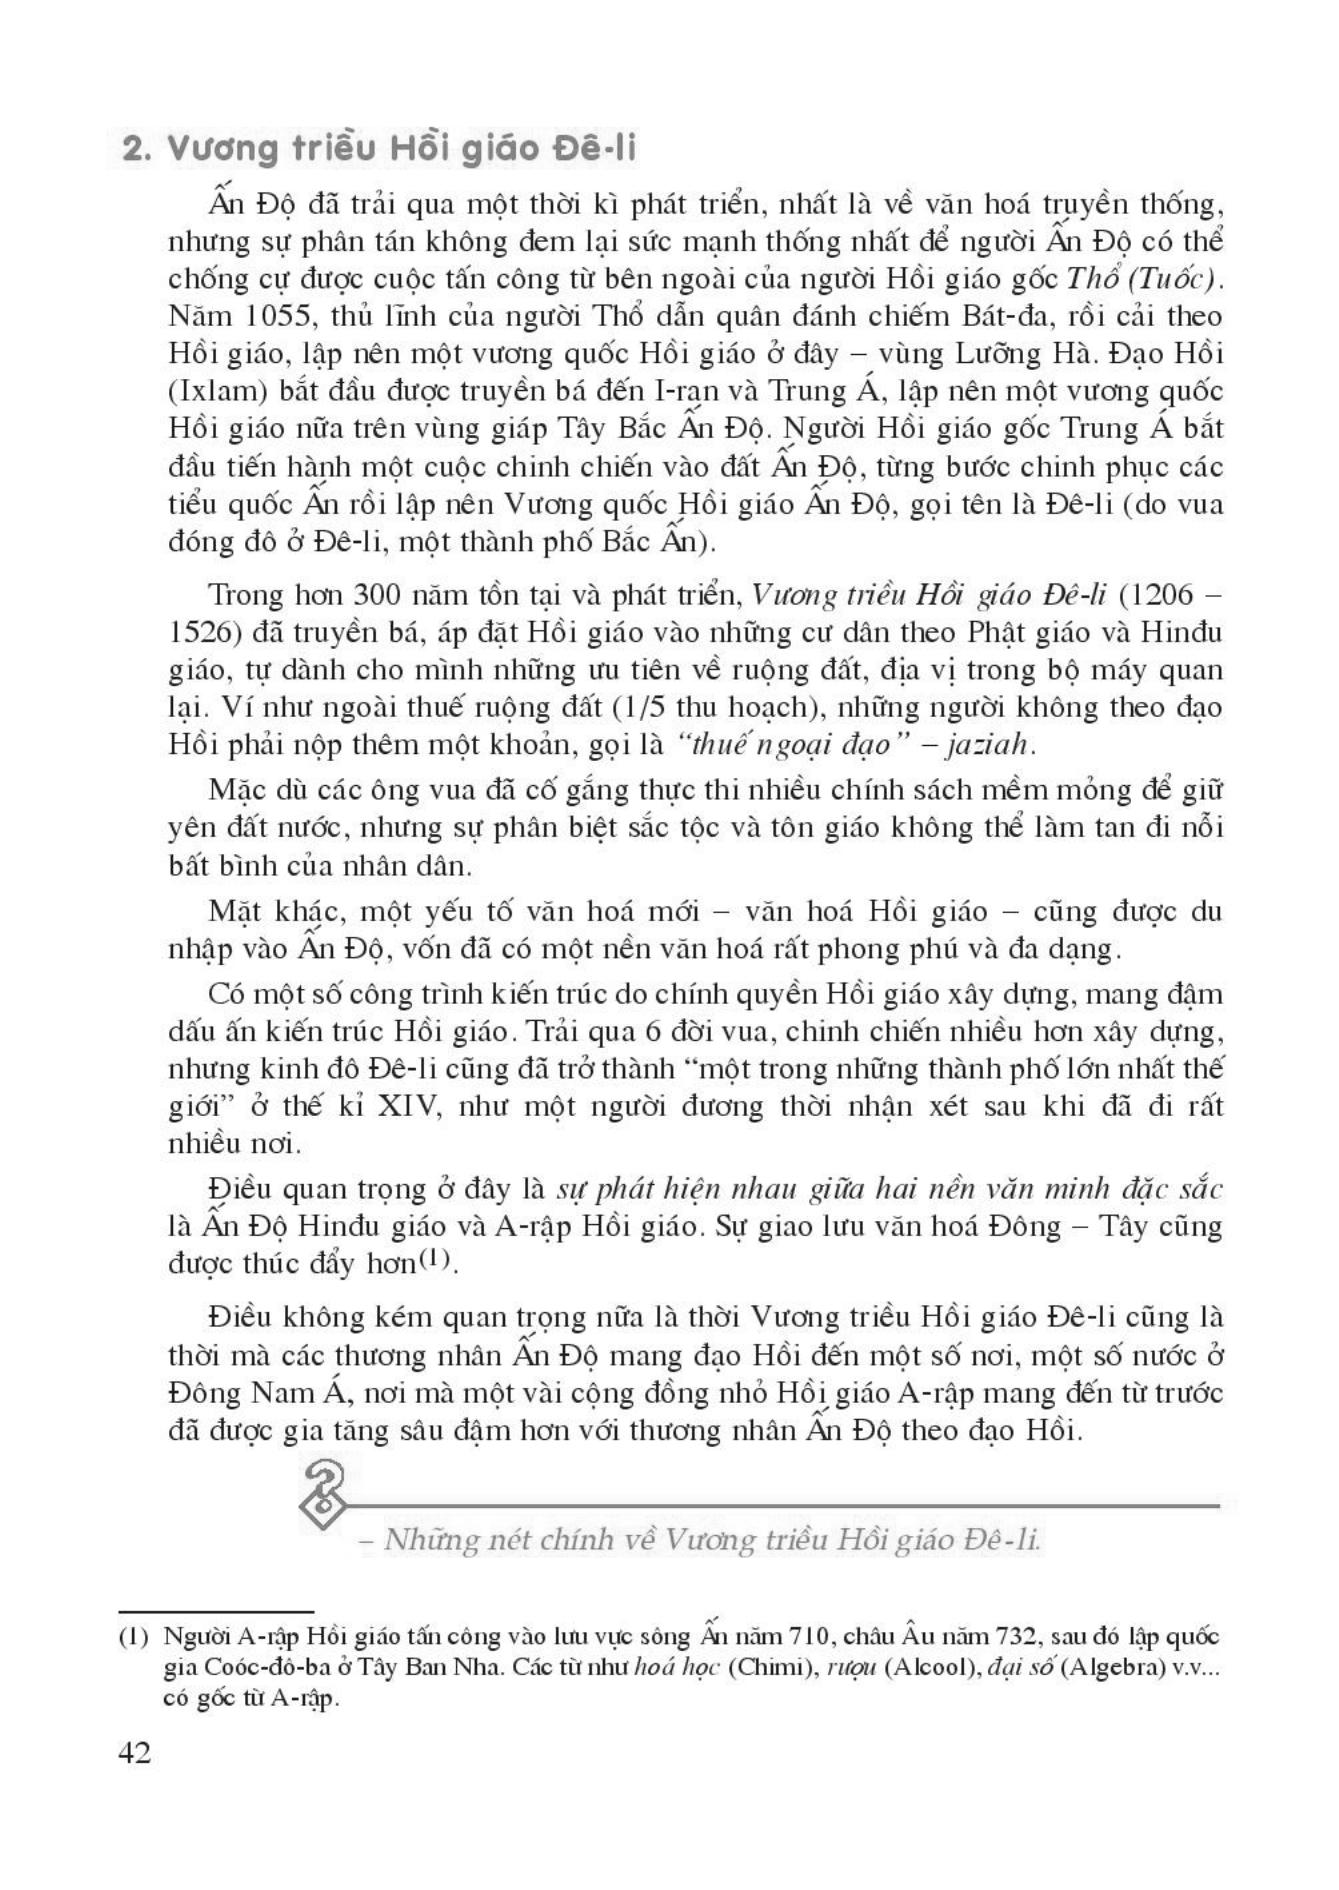 2. Vương triều Hồi giáo Đê-li
Ấn Độ đã trải qua một thời kì phát triển, nhất là về văn hoá truyền thống,
nhưng sự phân tán không đem lại sức mạnh thống nhất để người Ấn Độ có thể
chống cự được cuộc tấn công từ bên ngoài của người Hồi giáo gốc Thổ (Tuốc).
Năm 1055, thủ lĩnh của người Thổ dẫn quân đánh chiếm Bát-đa, rồi cải theo
Hồi giáo, lập nên một vương quốc Hồi giáo ở đây – vùng Lưỡng Hà. Đạo Hồi
(Ixlam) bắt đầu được truyền bá đến I-ran và Trung Á, lập nên một vương quốc
Hồi giáo nữa trên vùng giáp Tây Bắc Ấn Độ. Người Hồi giáo gốc Trung Á bắt
đầu tiến hành một cuộc chinh chiến vào đất Ấn Độ, từng bước chinh phục các
tiểu quốc Ấn rồi lập nên Vương quốc Hồi giáo Ấn Độ, gọi tên là Đê-li (do vua
đóng đô ở Đê-li, một thành phố Bắc Ấn).
Trong hơn 300 năm tồn tại và phát triển, Vương triều Hồi giáo Đê-li (1206 –
1526) đã truyền bá, áp đặt Hồi giáo vào những cư dân theo Phật giáo và Hinđu
giáo, tự dành cho mình những ưu tiên về ruộng đất, địa vị trong bộ máy quan
lại. Ví như ngoài thuế ruộng đất (1/5 thu hoạch), những người không theo đạo
Hồi phải nộp thêm một khoản, gọi là “thuế ngoại đạo” – jaziah.
Mặc dù các ông vua đã cố gắng thực thi nhiều chính sách mềm mỏng để giữ
yên đất nước, nhưng sự phân biệt sắc tộc và tôn giáo không thể làm tan đi nỗi
bất bình của nhân dân.
Mặt khác, một yếu tố văn hoá mới – văn hoá Hồi giáo – cũng được du
nhập vào Ấn Độ, vốn đã có một nền văn hoá rất phong phú và đa dạng.
Có một số công trình kiến trúc do chính quyền Hồi giáo xây dựng, mang đậm
dấu ấn kiến trúc Hồi giáo. Trải qua 6 đời vua, chinh chiến nhiều hơn xây dựng,
nhưng kinh đô Đê-li cũng đã trở thành “một trong những thành phố lớn nhất thế
giới” ở thế kỉ XIV, như một người đương thời nhận xét sau khi đã đi rất
nhiều nơi.
Điều quan trọng ở đây là sự phát hiện nhau giữa hai nền văn minh đặc sắc
là Ấn Độ Hinđu giáo và A-rập Hồi giáo. Sự giao lưu văn hoá Đông – Tây cũng
được thúc đẩy hơn(1).
Điều không kém quan trọng nữa là thời Vương triều Hồi giáo Đê-li cũng là
thời mà các thương nhân Ấn Độ mang đạo Hồi đến một số nơi, một số nước ở
Đông Nam Á, nơi mà một vài cộng đồng nhỏ Hồi giáo A-rập mang đến từ trước
đã được gia tăng sâu đậm hơn với thương nhân Ấn Độ theo đạo Hồi.
?
– Những nét chính về Vương triều Hồi giáo Đê-li.
(1) Người A-rập Hồi giáo tấn công vào lưu vực sông Ấn năm 710, châu Âu năm 732, sau đó lập quốc
gia Coóc-đô-ba ở Tây Ban Nha. Các từ như hoá học (Chimi), rượu (Alcool), đại số (Algebra) v.v...
có gốc từ A-rập.
42